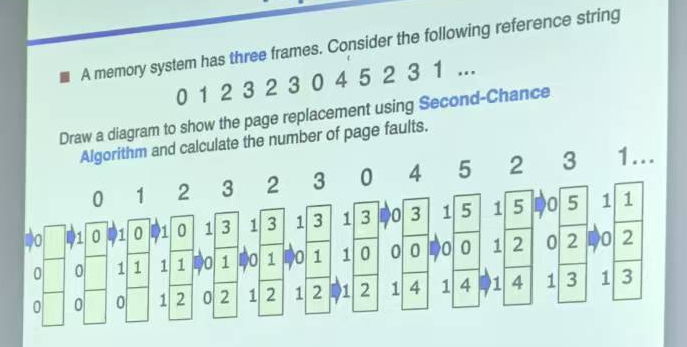 A memory system has three frames. Consider the following reference string
0 1 2 3 2 3 0 4 5 2 3 1 ...
Draw a diagram to show the page replacement using Second-Chance
Algorithm and calculate the number of page faults.
0 1 2 3 2 3 0 4 5 2 3 1...
0 1 0 1 0 1 0 1 3 1 3 1 3 1 3 0 3 1 5 1 5 0 5 1 1
0 0 1 1 1 1 0 1 0 1 0 1 1 0 0 0 0 0 1 2 0 2 0 2
0 0 0 1 2 0 2 1 2 1 2 1 2 1 4 1 4 1 4 1 3 1 3